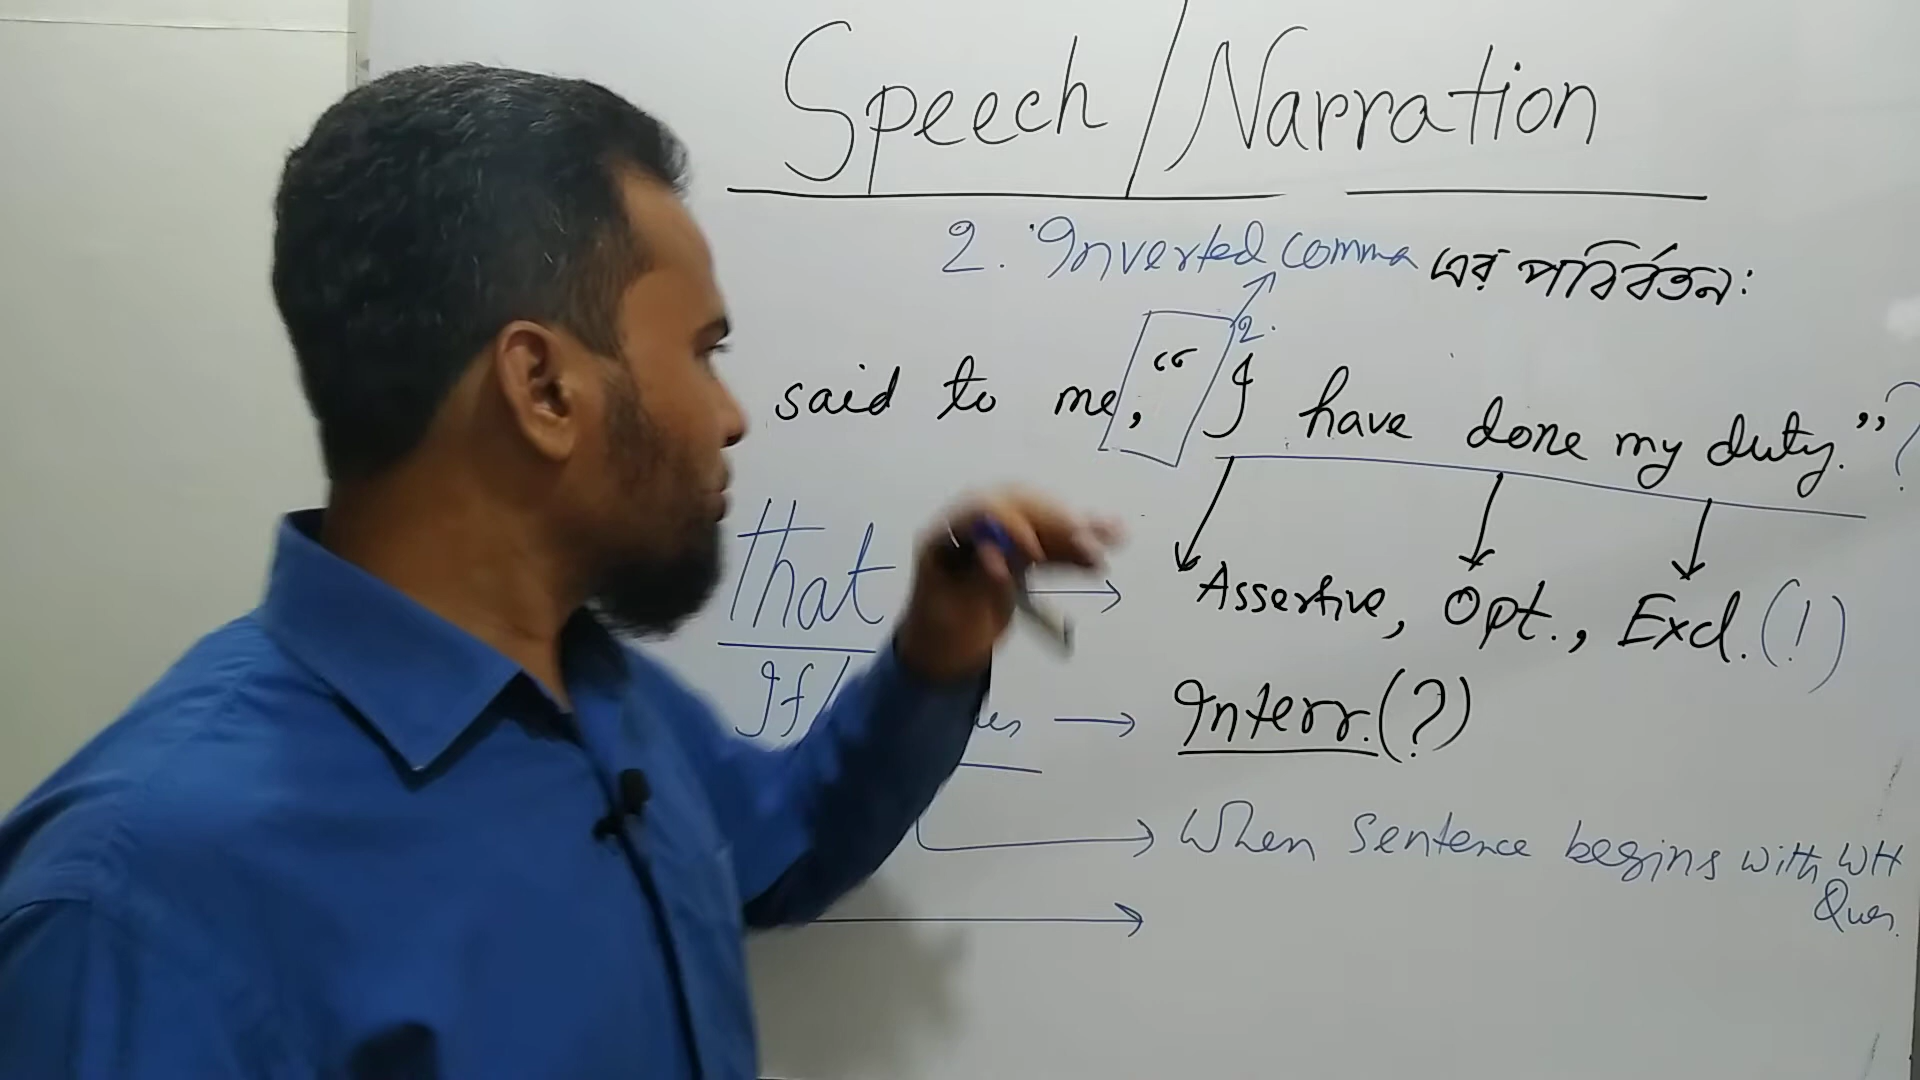 Speech/Narration
2. Inverted comma এর পরিবর্তন:
2.
said to me, “I have done my duty.” ?
that → Assertive, Opt., Excl. (!)
If/ → Interr. (?)
→ When Sentence begins with WH
Ques.
→